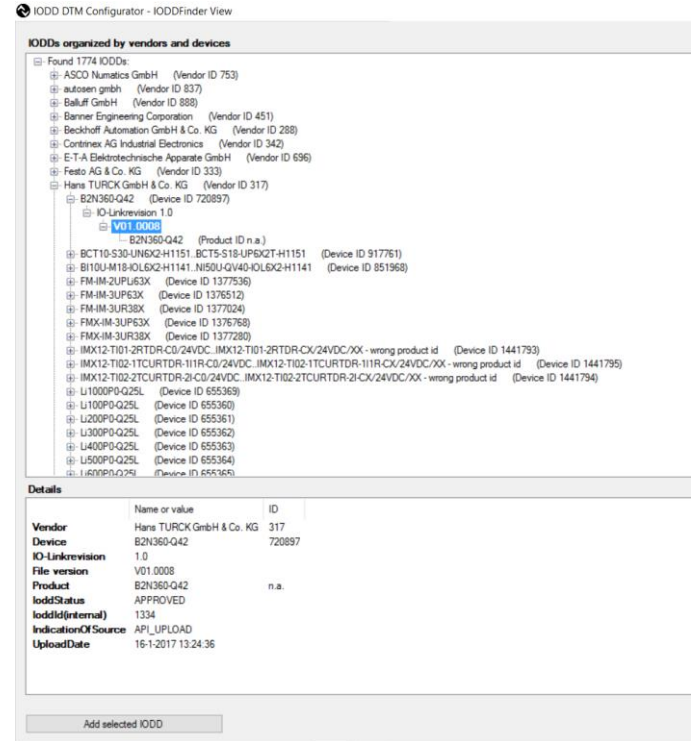 IODD DTM Configurator - IODDFinder View
IODDs organized by vendors and devices
Found 1774 IODDs:
ASCO Numatics GmbH (Vendor ID 753)
autosen gmbh (Vendor ID 837)
Balluff GmbH (Vendor ID 888)
Banner Engineering Corporation (Vendor ID 451)
Beckhoff Automation GmbH & Co. KG (Vendor ID 288)
Contrinex AG Industrial Electronics (Vendor ID 342)
E-T-A Elektrotechnische Apparate GmbH (Vendor ID 696)
Festo AG & Co. KG (Vendor ID 333)
Hans TURCK GmbH & Co. KG (Vendor ID 317)
B2N360-Q42 (Device ID 720897)
IO-Linkrevision 1.0
V01.0008
B2N360-Q42 (Product ID n.a.)
BCT10-S30-UN6X2-H1151..BCT5-S18-UP6X2T-H1151 (Device ID 917761)
BI10U-M18-IOL6X2-H1141..NI50U-QV40-IOL6X2-H1141 (Device ID 851968)
FM-IM-2UPLi63X (Device ID 1377536)
FM-IM-3UP63X (Device ID 1376512)
FM-IM-3UR38X (Device ID 1377024)
FMX-IM-3UP63X (Device ID 1376768)
FMX-IM-3UR38X (Device ID 1377280)
IMX12-TI01-2RTDR-C0/24VDC..IMX12-TI01-2RTDR-CX/24VDC/XX - wrong product id (Device ID 1441793)
IMX12-TI02-1TCURTDR-1I1R-C0/24VDC..IMX12-TI02-1TCURTDR-1I1R-CX/24VDC/XX - wrong product id (Device ID 1441795)
IMX12-TI02-2TCURTDR-2I-C0/24VDC..IMX12-TI02-2TCURTDR-2I-CX/24VDC/XX - wrong product id (Device ID 1441794)
Li1000P0-Q25L (Device ID 655369)
Li100P0-Q25L (Device ID 655360)
Li200P0-Q25L (Device ID 655361)
Li300P0-Q25L (Device ID 655362)
Li400P0-Q25L (Device ID 655363)
Li500P0-Q25L (Device ID 655364)
Li600P0-Q25L (Device ID 655365)
Details
Name or value ID
Vendor Hans TURCK GmbH & Co. KG 317
Device B2N360-Q42 720897
IO-Linkrevision 1.0
File version V01.0008
Product B2N360-Q42 n.a.
IoddStatus APPROVED
IoddId(internal) 1334
IndicationOfSource API_UPLOAD
UploadDate 16-1-2017 13:24:36
Add selected IODD